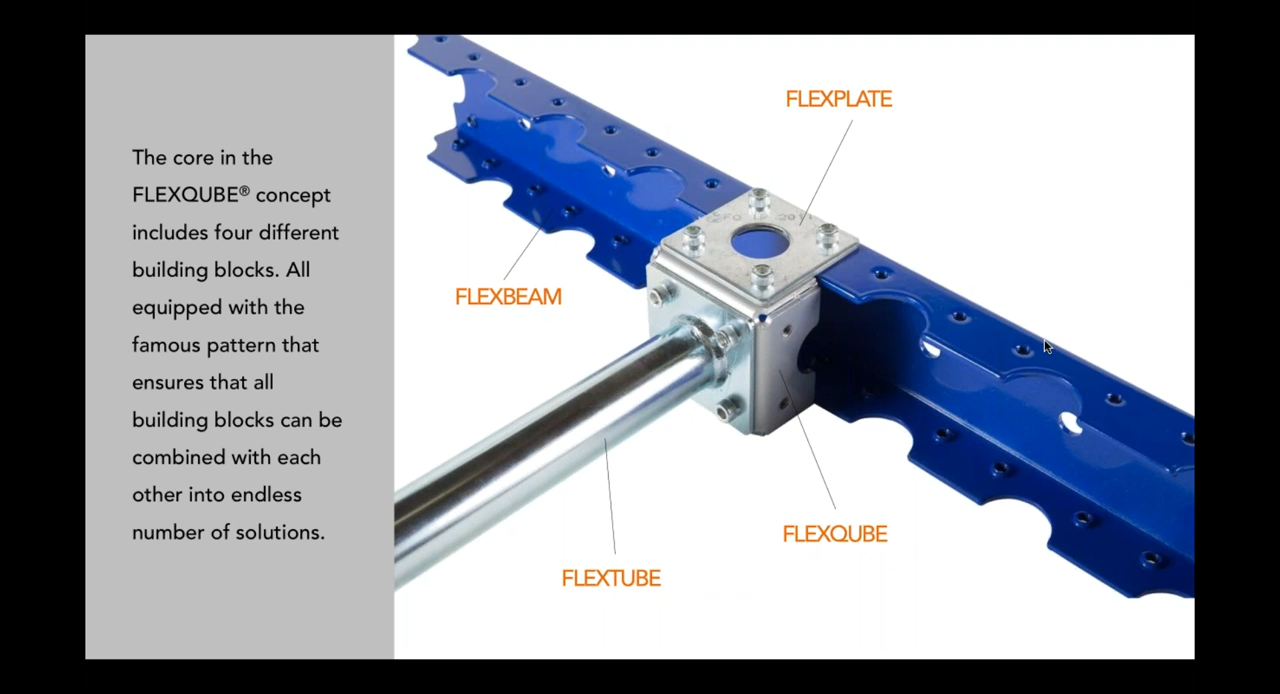 The core in the
FLEXQUBE® concept
includes four different
building blocks. All
equipped with the
famous pattern that
ensures that all
building blocks can be
combined with each
other into endless
number of solutions.
FLEXPLATE
FLEXBEAM
FLEXQUBE
FLEXTUBE